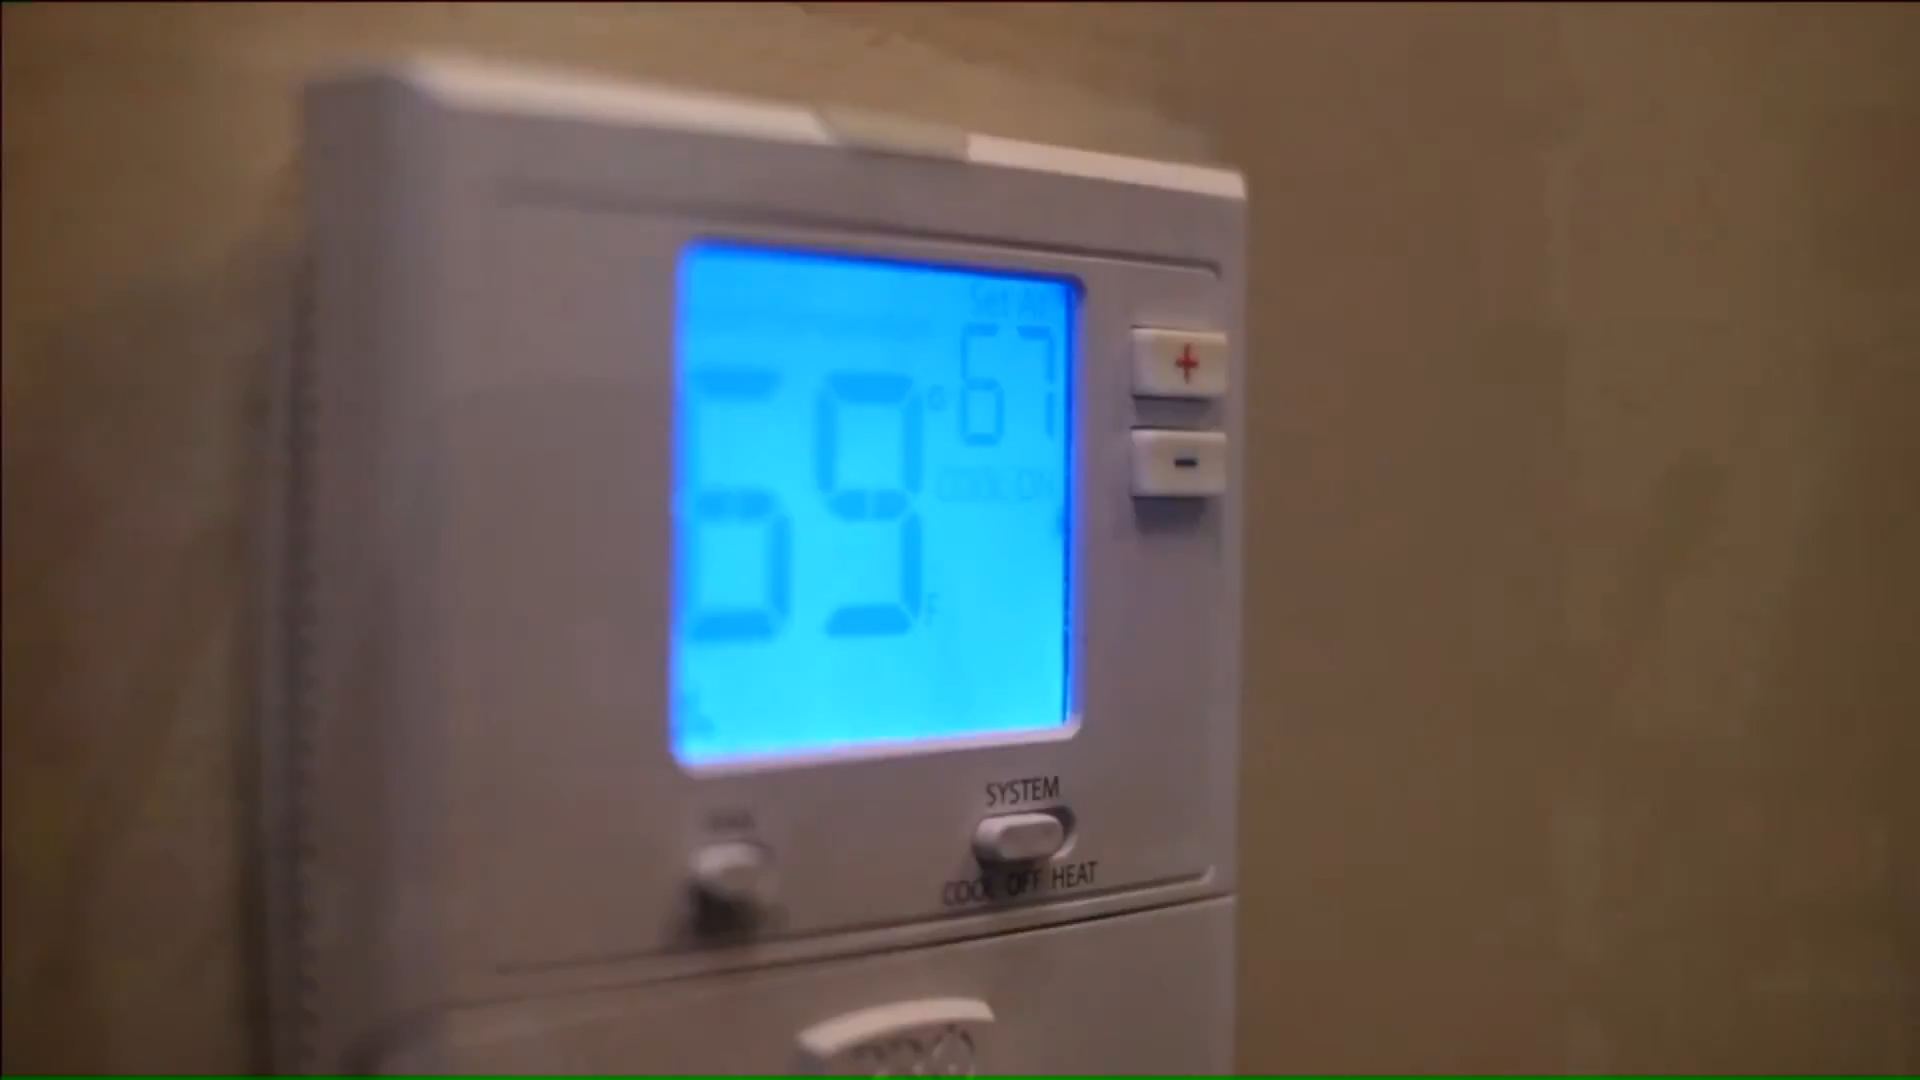 Set At
67
69
F
COOL ON
+
-
SYSTEM
COOL OFF HEAT